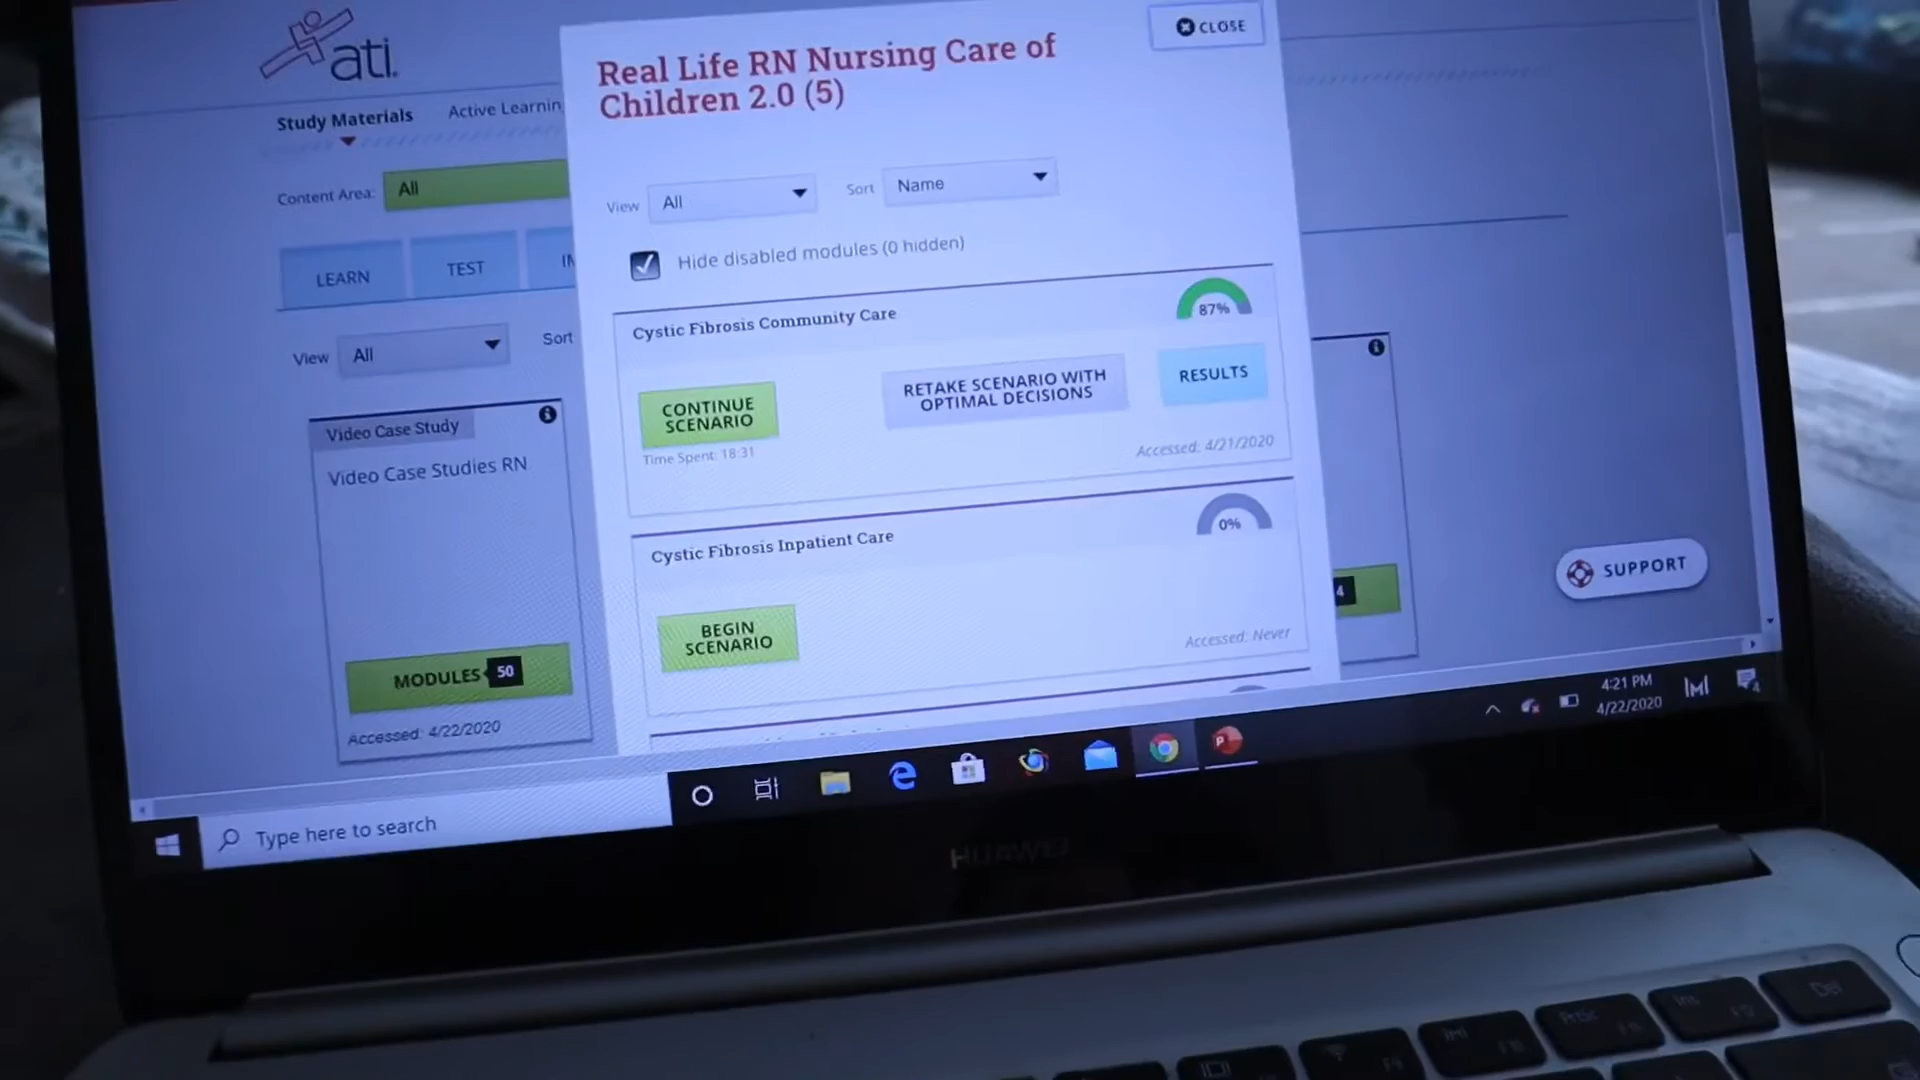 ati
Study Materials
Active Learnin
Content Area:
All
LEARN
TEST
View
All
Sort
Video Case Study
Video Case Studies RN
MODULES 50
Accessed: 4/22/2020
CLOSE
Real Life RN Nursing Care of
Children 2.0 (5)
View
All
Sort
Name
Hide disabled modules (0 hidden)
Cystic Fibrosis Community Care
87%
CONTINUE
SCENARIO
Time Spent: 18:31
RETAKE SCENARIO WITH
OPTIMAL DECISIONS
RESULTS
Accessed: 4/21/2020
Cystic Fibrosis Inpatient Care
0%
BEGIN
SCENARIO
Accessed: Never
4
SUPPORT
Type here to search
4:21 PM
4/22/2020
HUAWEI
Del